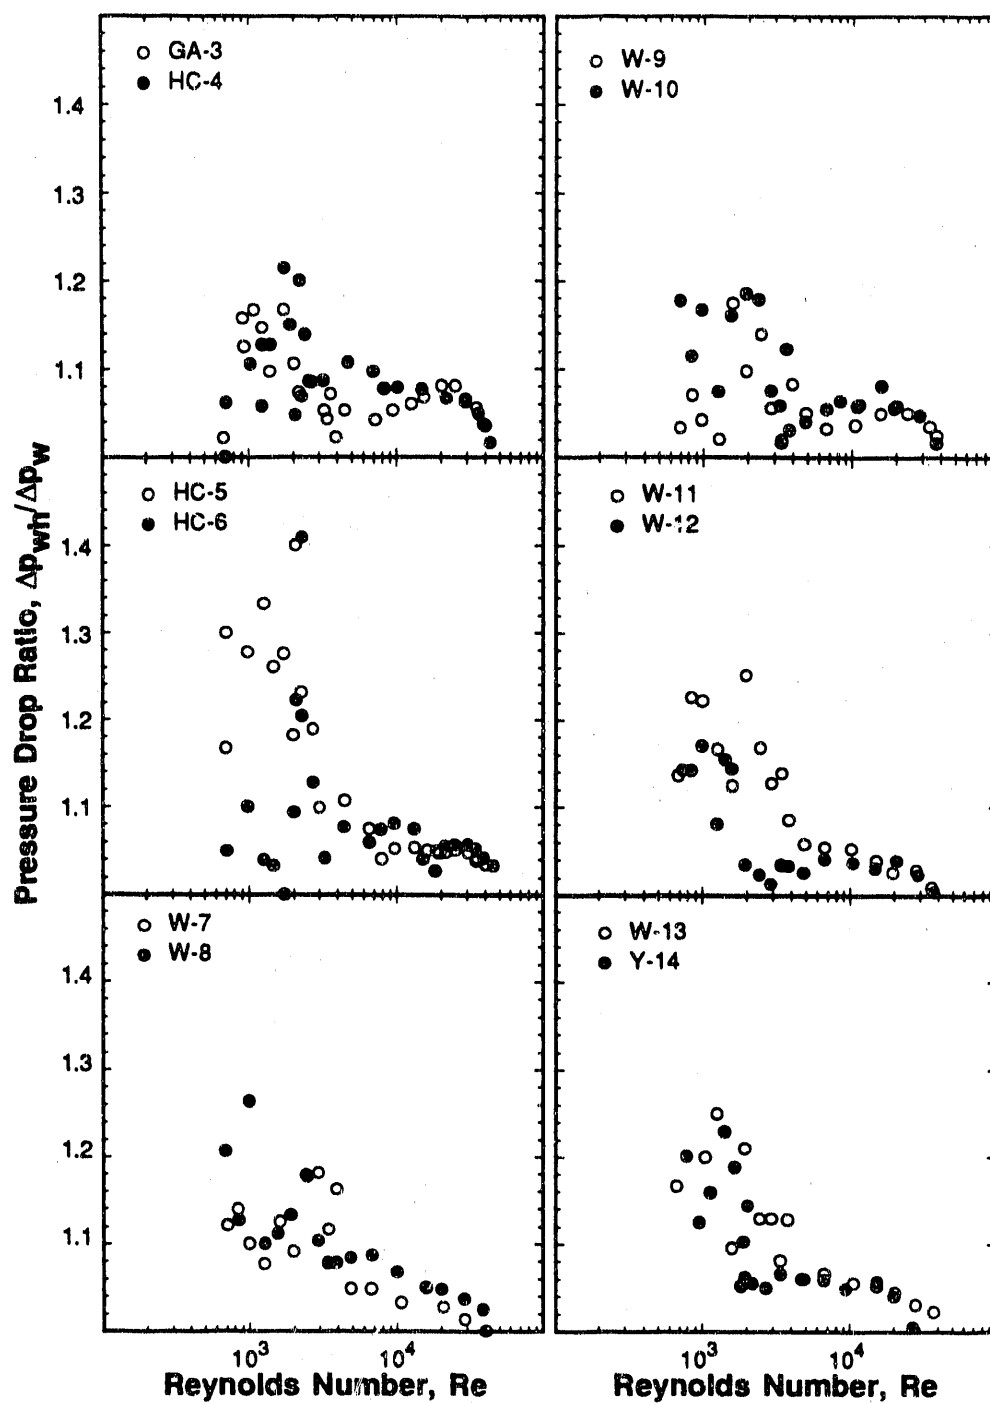 GA-3
HC-4
W-9
W-10
1.4
1.3
1.2
1.1
HC-5
HC-6
W-11
W-12
1.4
1.3
1.2
1.1
W-7
W-8
W-13
Y-14
1.4
1.3
1.2
1.1
Pressure Drop Ratio, Δpwh/Δpw
10³ 10⁴
10³ 10⁴
Reynolds Number, Re
Reynolds Number, Re